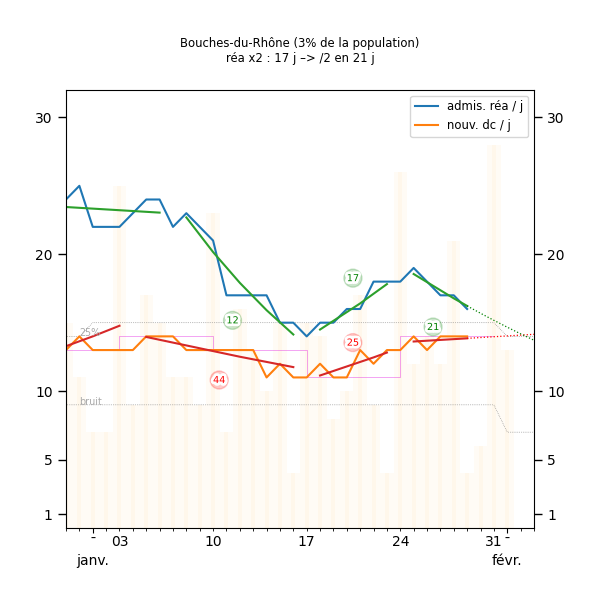 Bouches-du-Rhône (3% de la population)
réa x2 : 17 j –> /2 en 21 j
admis. réa / j
nouv. dc / j
30
30
20
20
10
10
5
5
1
1
25%
bruit
17
12
21
25
44
- 03 10 17 24 31 -
janv. févr.